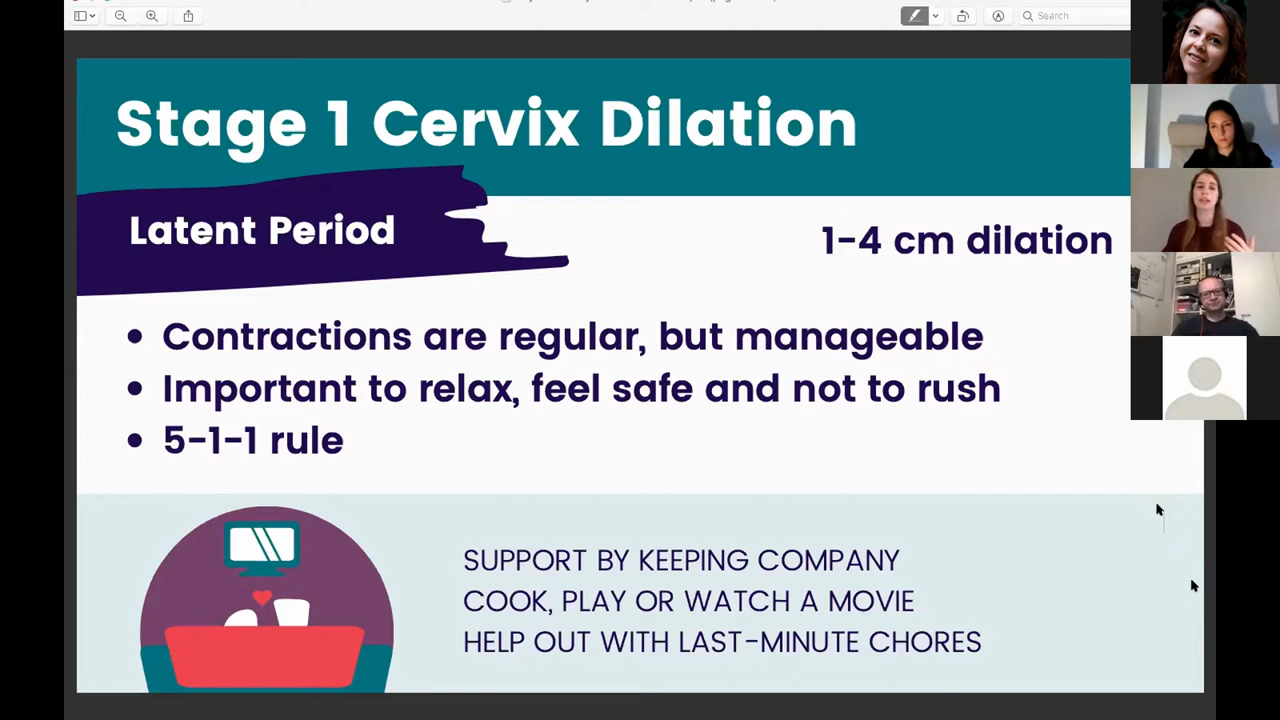 Search
Stage 1 Cervix Dilation
Latent Period
1-4 cm dilation
• Contractions are regular, but manageable
• Important to relax, feel safe and not to rush
• 5-1-1 rule
SUPPORT BY KEEPING COMPANY
COOK, PLAY OR WATCH A MOVIE
HELP OUT WITH LAST-MINUTE CHORES